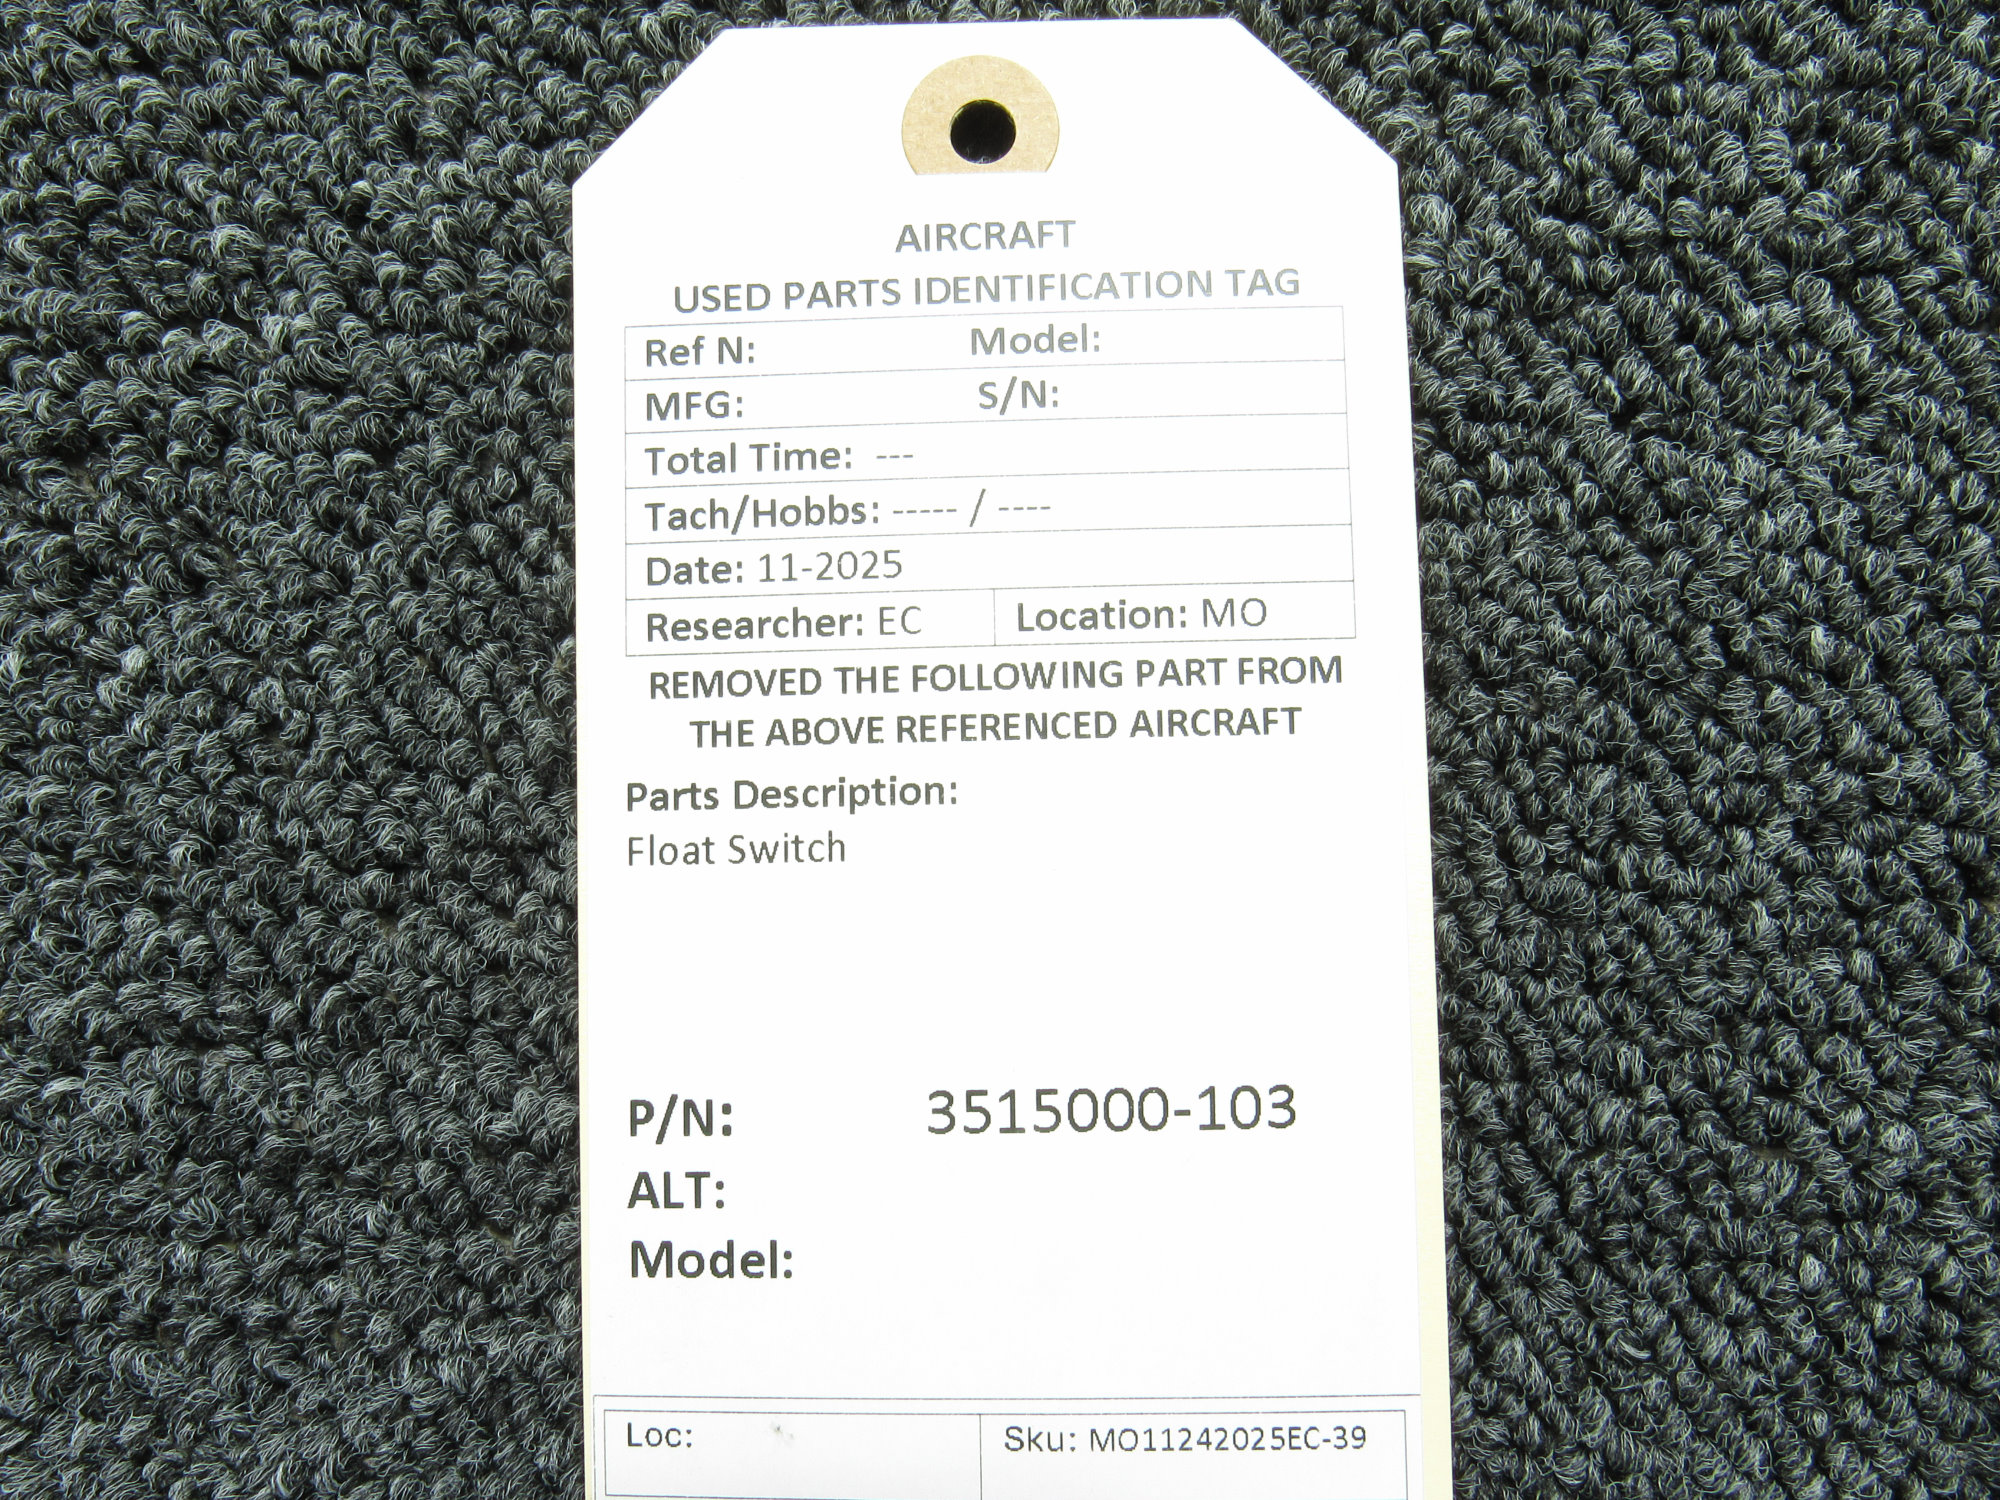 AIRCRAFT
USED PARTS IDENTIFICATION TAG
Ref N: Model:
MFG: S/N:
Total Time: ---
Tach/Hobbs: ----- / ----
Date: 11-2025
Researcher: EC Location: MO
REMOVED THE FOLLOWING PART FROM
THE ABOVE REFERENCED AIRCRAFT
Parts Description:
Float Switch
P/N: 3515000-103
ALT:
Model:
Loc: Sku: MO11242025EC-39